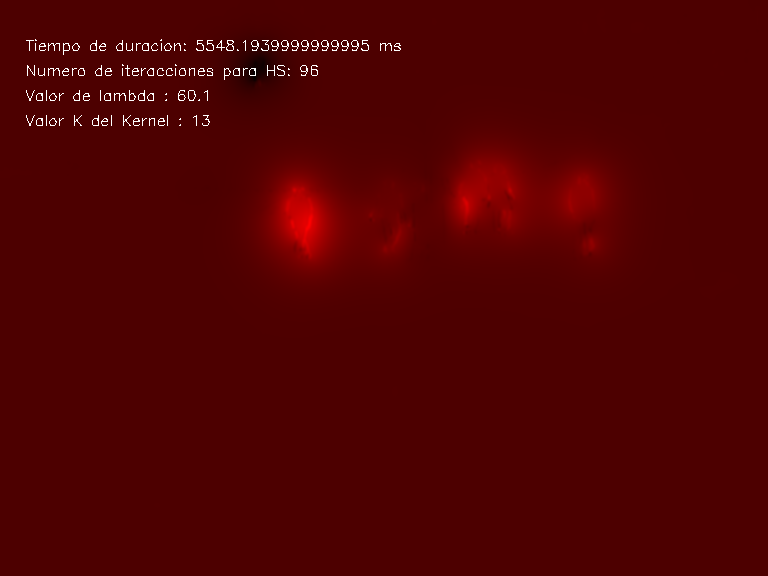 Tiempo de duracion: 5548.1939999999995 ms
Numero de iteracciones para HS: 96
Valor de lambda : 60.1
Valor K del Kernel : 13